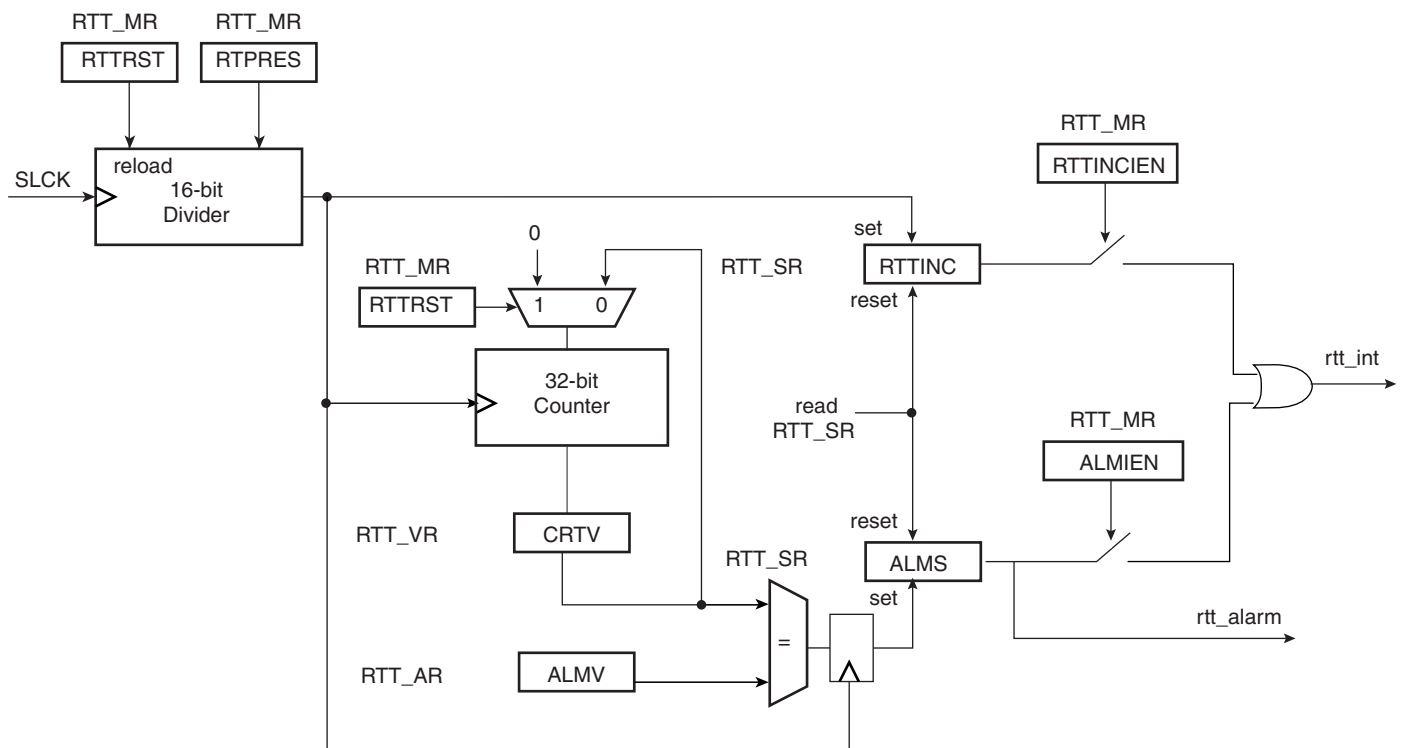 RTT_MR
RTT_MR
RTTRST
RTPRES
SLCK
reload
16-bit
Divider
RTT_MR
RTTINCIEN
0
set
RTT_MR
RTTRST
1
0
RTT_SR
RTTINC
reset
32-bit
Counter
read
RTT_SR
rtt_int
RTT_MR
ALMIEN
RTT_VR
CRTV
reset
RTT_SR
ALMS
set
rtt_alarm
=
RTT_AR
ALMV